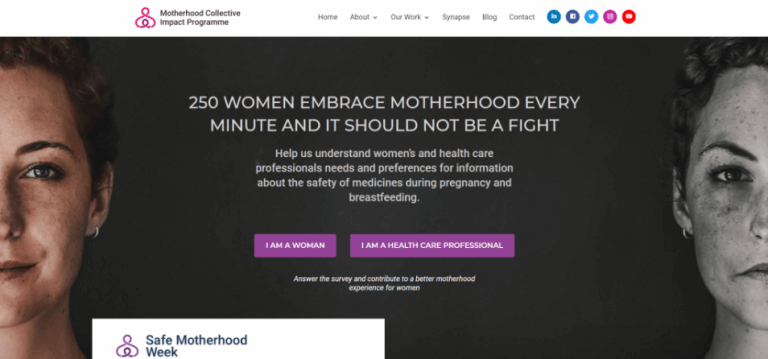 Motherhood Collective
Impact Programme
Home About Our Work Synapse Blog Contact
250 WOMEN EMBRACE MOTHERHOOD EVERY
MINUTE AND IT SHOULD NOT BE A FIGHT
Help us understand women's and health care
professionals needs and preferences for information
about the safety of medicines during pregnancy and
breastfeeding.
I AM A WOMAN I AM A HEALTH CARE PROFESSIONAL
Answer the survey and contribute to a better motherhood
experience for women
Safe Motherhood
Week